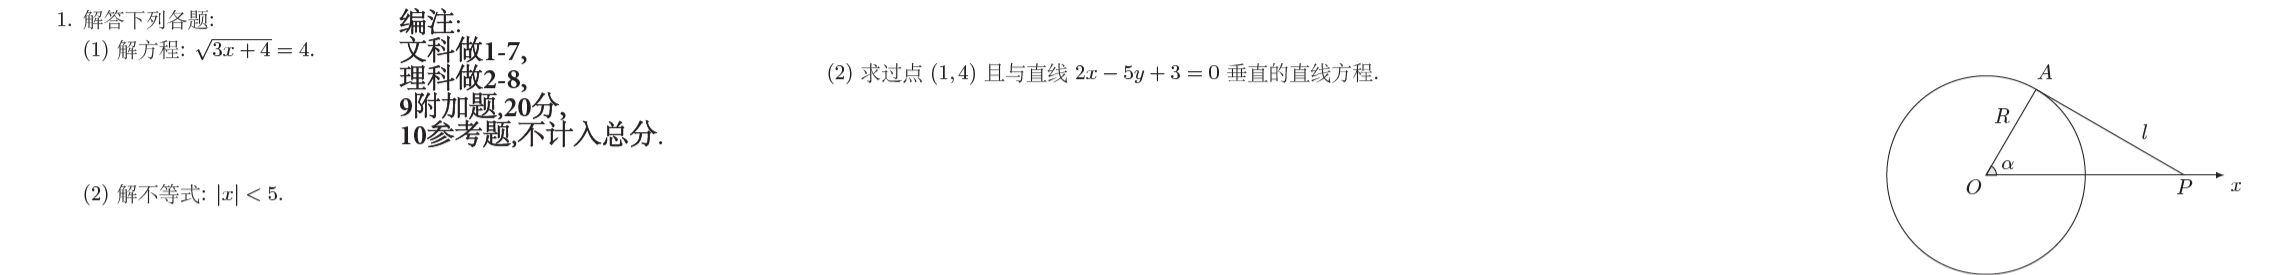 1. 解答下列各题:
(1) 解方程: √(3x + 4) = 4.
(2) 解不等式: |x| < 5.
编注:
文科做1-7,
理科做2-8,
9附加题,20分,
10参考题,不计入总分.
(2) 求过点 (1, 4) 且与直线 2x − 5y + 3 = 0 垂直的直线方程.
A
R
l
α
O
P
x